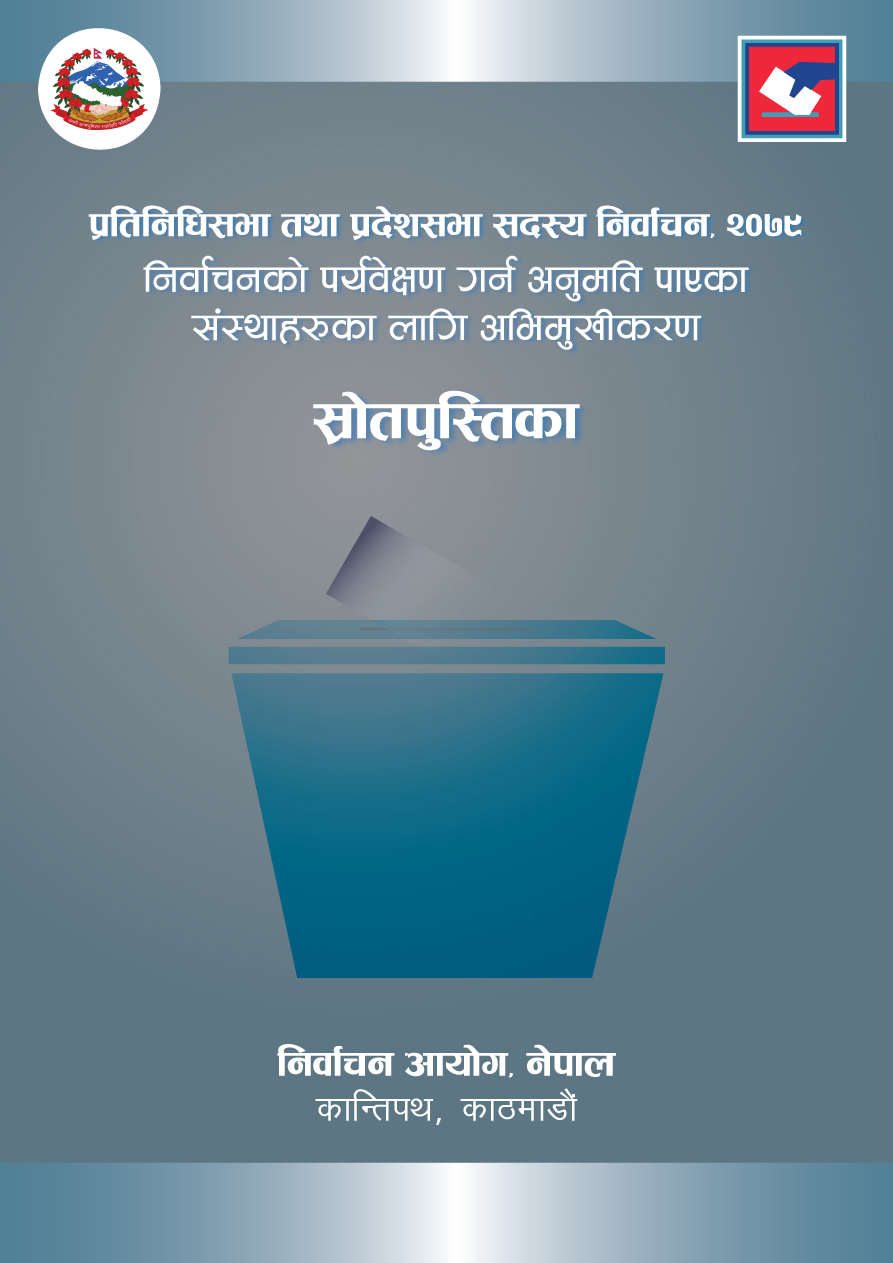 प्रतिनिधिसभा तथा प्रदेशसभा सदस्य निर्वाचन, २०७९
निर्वाचनको पर्यवेक्षण गर्न अनुमति पाएका
संस्थाहरुका लागि अभिमुखीकरण
स्रोतपुस्तिका
निर्वाचन आयोग, नेपाल
कान्तिपथ, काठमाडौं